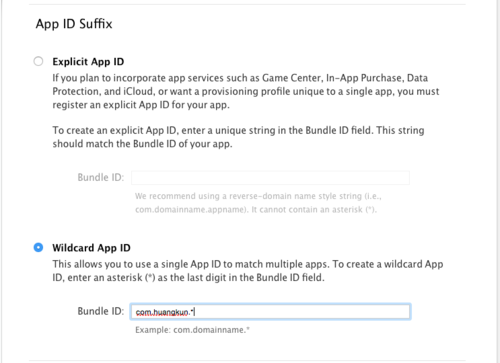 App ID Suffix
Explicit App ID
If you plan to incorporate app services such as Game Center, In-App Purchase, Data
Protection, and iCloud, or want a provisioning profile unique to a single app, you must
register an explicit App ID for your app.
To create an explicit App ID, enter a unique string in the Bundle ID field. This string
should match the Bundle ID of your app.
Bundle ID:
We recommend using a reverse-domain name style string (i.e.,
com.domainname.appname). It cannot contain an asterisk (*).
Wildcard App ID
This allows you to use a single App ID to match multiple apps. To create a wildcard App
ID, enter an asterisk (*) as the last digit in the Bundle ID field.
Bundle ID: com.huangkun.*
Example: com.domainname.*